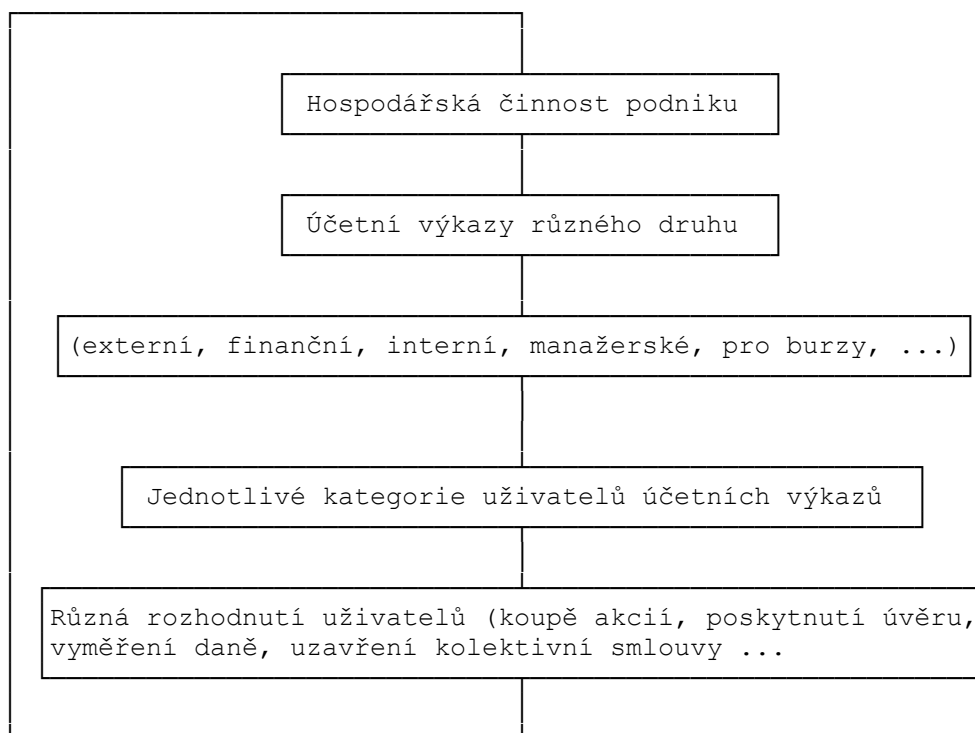 Hospodářská činnost podniku
Účetní výkazy různého druhu
(externí, finanční, interní, manažerské, pro burzy, ...)
Jednotlivé kategorie uživatelů účetních výkazů
Různá rozhodnutí uživatelů (koupě akcií, poskytnutí úvěru,
vyměření daně, uzavření kolektivní smlouvy ...